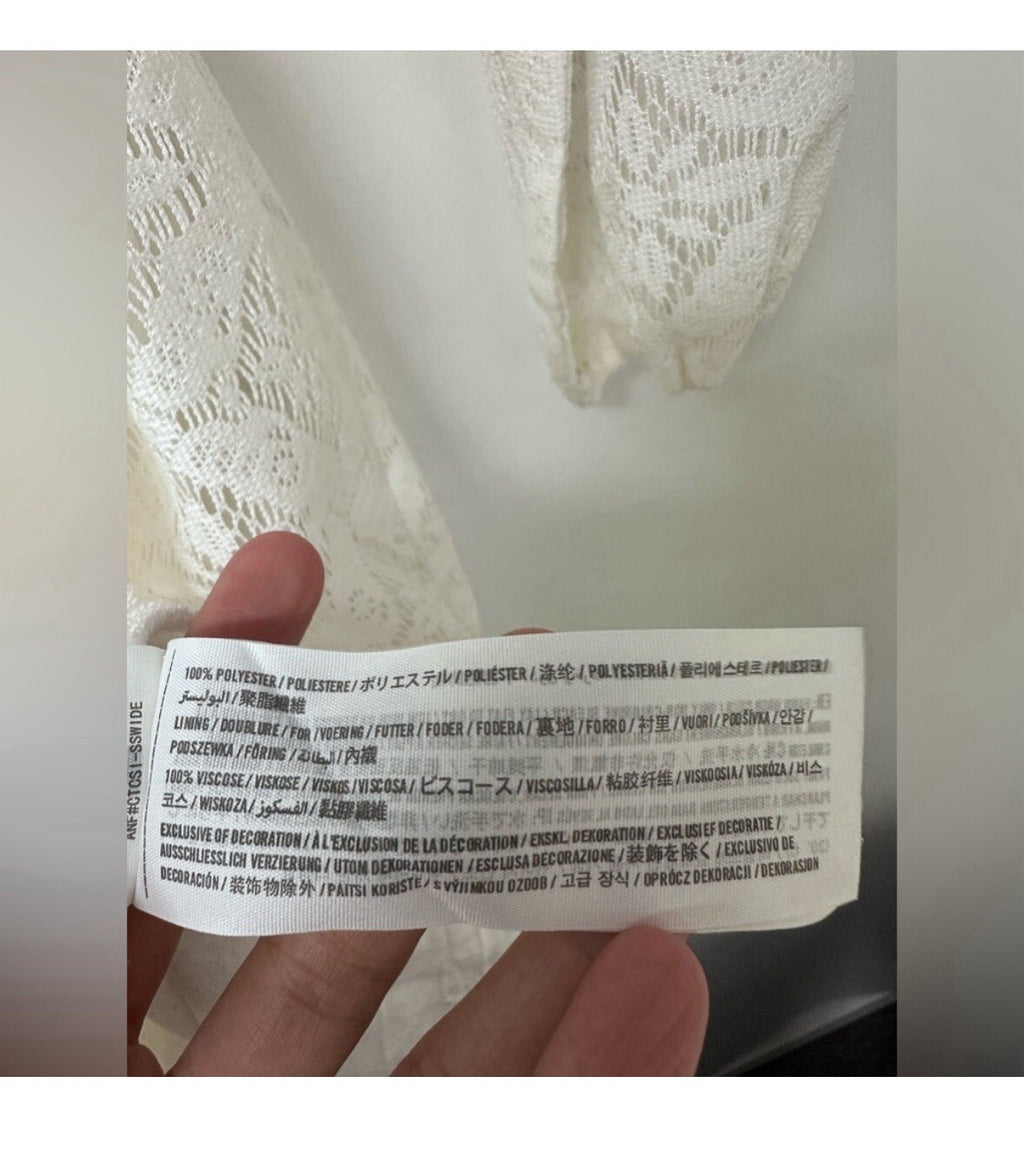 100% POLYESTER / POLIESTERE / ポリエステル / POLIÉSTER / 涤纶 / POLYESTERIÄ / 폴리에스테르 / POLIESTER /
البوليستر / 聚脂纖維
LINING / DOUBLURE / FOR / VOERING / FUTTER / FODER / FODERA / 裏地 / FORRO / 衬里 / VUORI / PODŠÍVKA / 안감 /
PODSZEWKA / FÖRING / البطانة / 內襯
100% VISCOSE / VISKOSE / VISKOS / VISCOSA / ビスコース / VISCOSILLA / 粘胶纤维 / VISKOOSIA / VISKÓZA / 비스
코스 / WISKOZA / الفسكوز / 黏膠纖維
EXCLUSIVE OF DECORATION / À L'EXCLUSION DE LA DÉCORATION / EKSKL. DEKORATION / EXCLUSIEF DECORATIE /
AUSSCHLIESSLICH VERZIERUNG / UTOM DEKORATIONEN / ESCLUSA DECORAZIONE / 装飾を除く / EXCLUSIVO DE
DECORACIÓN / 装饰物除外 / PAITSI KORISTE / S VÝJIMKOU OZDOB / 고급 장식 / OPRÓCZ DEKORACJI / DEKORASJON
ANF#CTCSI-SSWIDE